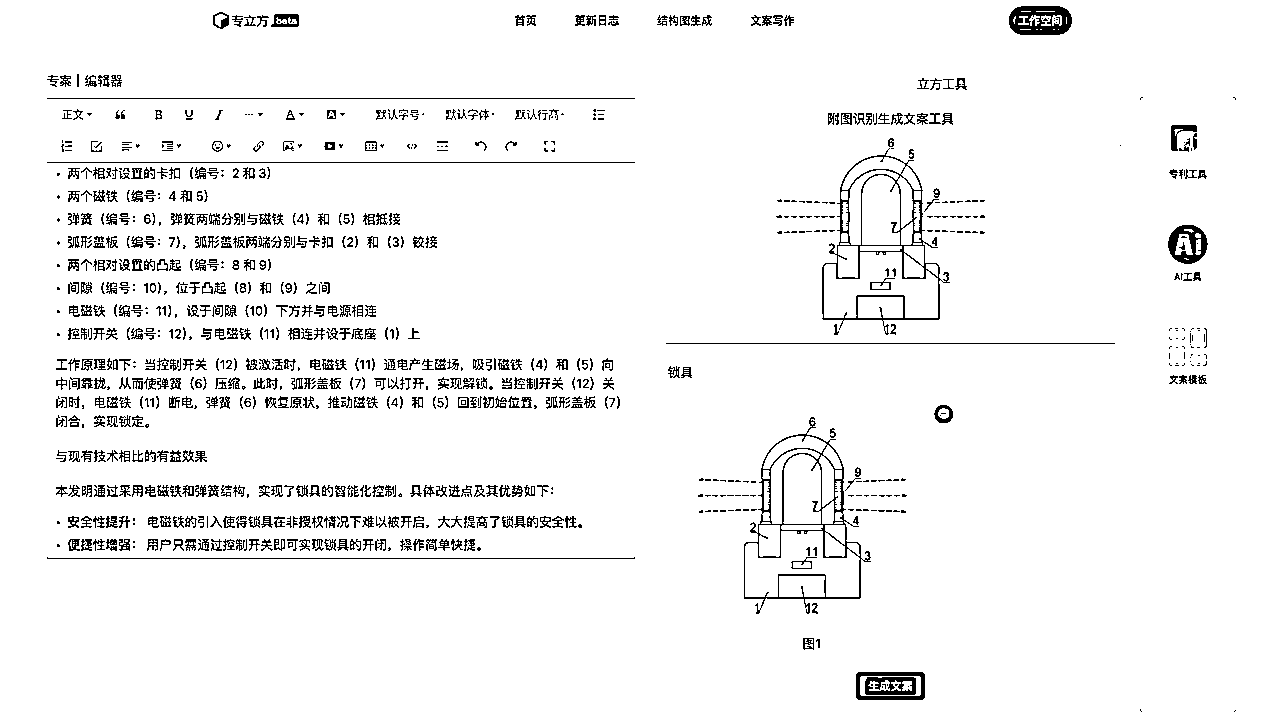 专立方 beta
首页 更新日志 结构图生成 文案写作
工作空间
专案 | 编辑器
正文 B U I A A 默认字号 默认字体 默认行高
• 两个相对设置的卡扣（编号：2 和 3）
• 两个磁铁（编号：4 和 5）
• 弹簧（编号：6），弹簧两端分别与磁铁（4）和（5）相抵接
• 弧形盖板（编号：7），弧形盖板两端分别与卡扣（2）和（3）铰接
• 两个相对设置的凸起（编号：8 和 9）
• 间隙（编号：10），位于凸起（8）和（9）之间
• 电磁铁（编号：11），设于间隙（10）下方并与电源相连
• 控制开关（编号：12），与电磁铁（11）相连并设于底座（1）上
工作原理如下：当控制开关（12）被激活时，电磁铁（11）通电产生磁场，吸引磁铁（4）和（5）向
中间靠拢，从而使弹簧（6）压缩。此时，弧形盖板（7）可以打开，实现解锁。当控制开关（12）关
闭时，电磁铁（11）断电，弹簧（6）恢复原状，推动磁铁（4）和（5）回到初始位置，弧形盖板（7）
闭合，实现锁定。
与现有技术相比的有益效果
本发明通过采用电磁铁和弹簧结构，实现了锁具的智能化控制。具体改进点及其优势如下：
• 安全性提升： 电磁铁的引入使得锁具在非授权情况下难以被开启，大大提高了锁具的安全性。
• 便捷性增强： 用户只需通过控制开关即可实现锁具的开闭，操作简单快捷。
立方工具
附图识别生成文案工具
6
5
9
7
4
2
11
3
1
12
锁具
6
5
9
7
4
2
11
3
1
12
图1
生成文案
专利工具
Ai
AI工具
文案模板